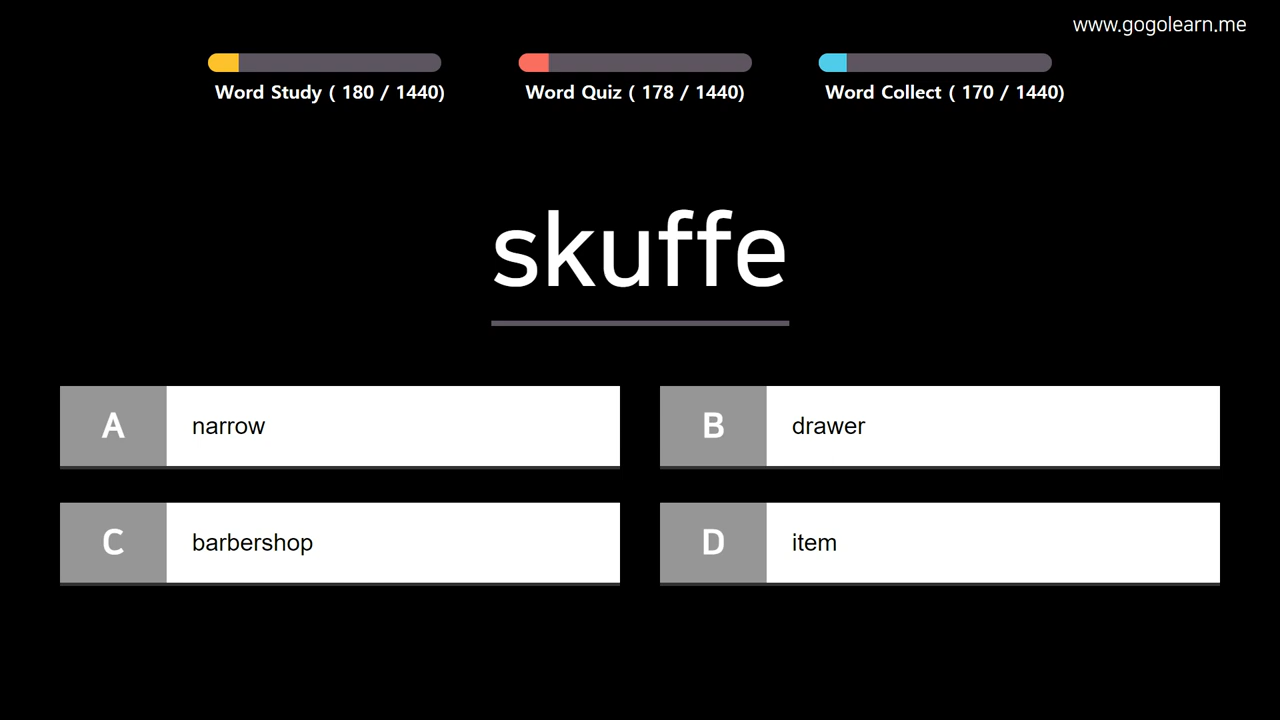 www.gogolearn.me
Word Study ( 180 / 1440)
Word Quiz ( 178 / 1440)
Word Collect ( 170 / 1440)
skuffe
A narrow
B drawer
C barbershop
D item